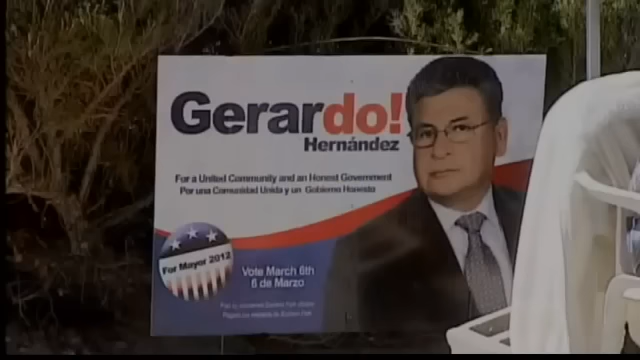 Gerardo!
Hernández
For a United Community and an Honest Government
Por una Comunidad Unida y un Gobierno Honesto
For Mayor 2012
Vote March 6th
6 de Marzo